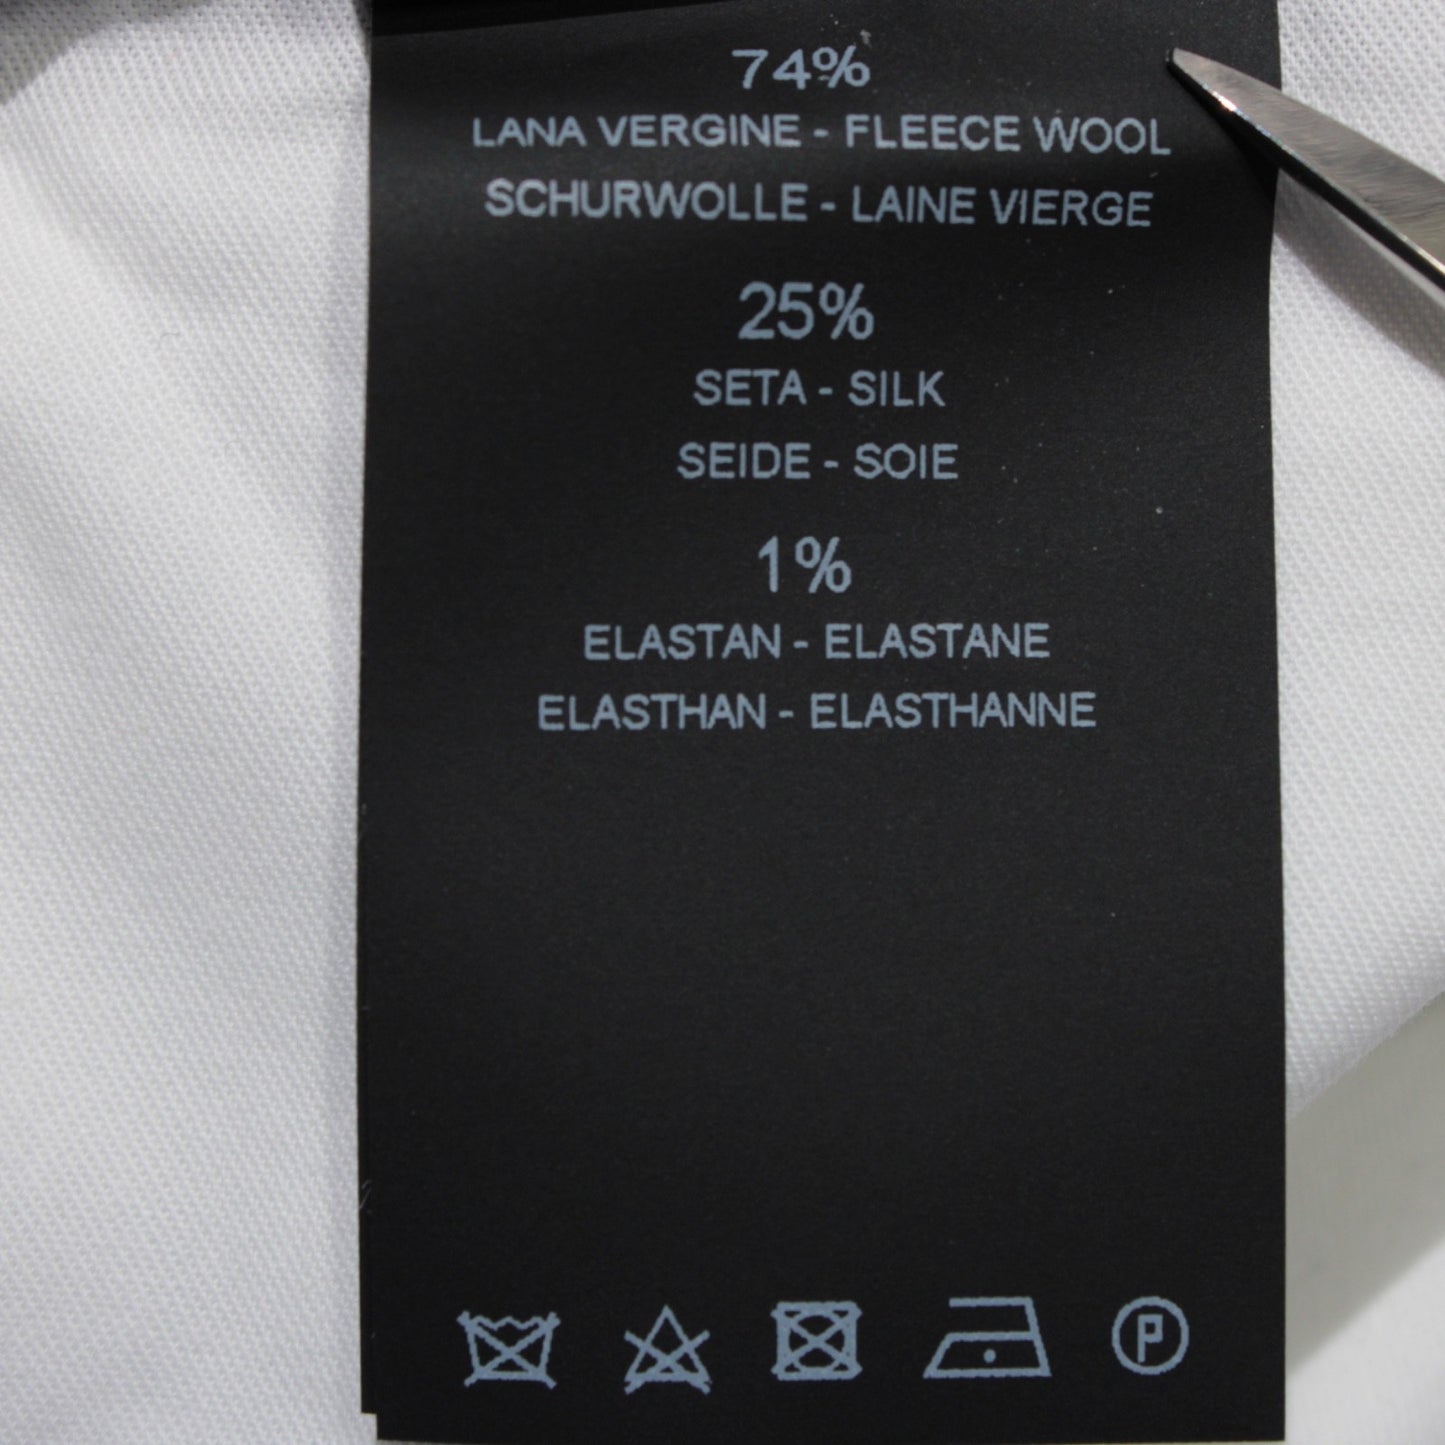 74%
LANA VERGINE - FLEECE WOOL
SCHURWOLLE - LAINE VIERGE
25%
SETA - SILK
SEIDE - SOIE
1%
ELASTAN - ELASTANE
ELASTHAN - ELASTHANNE
P